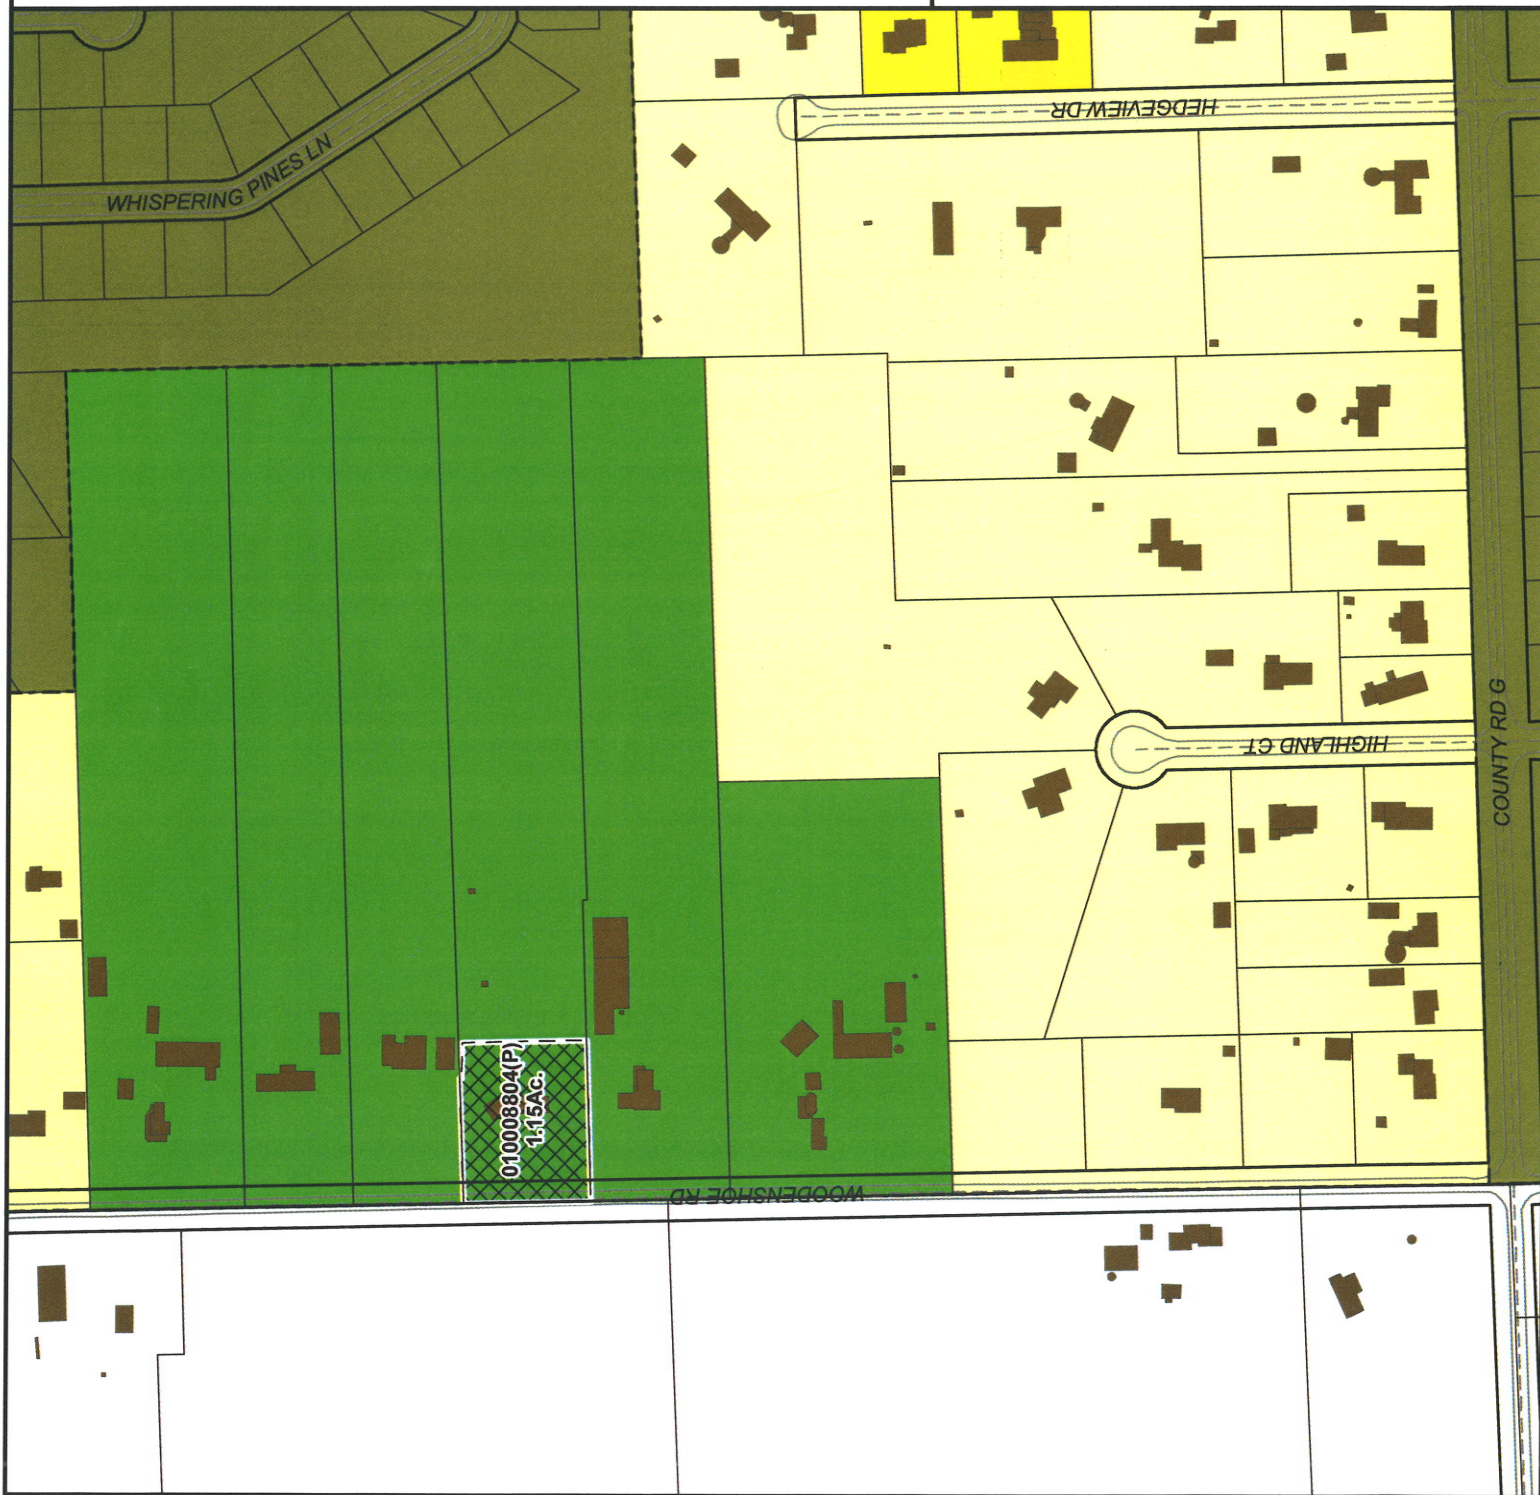 HEDGEVIEW DR
WHISPERING PINES LN
COUNTY RD G
HIGHLAND CT
010008804(P)
1.15Ac.
WOODENSHOE RD